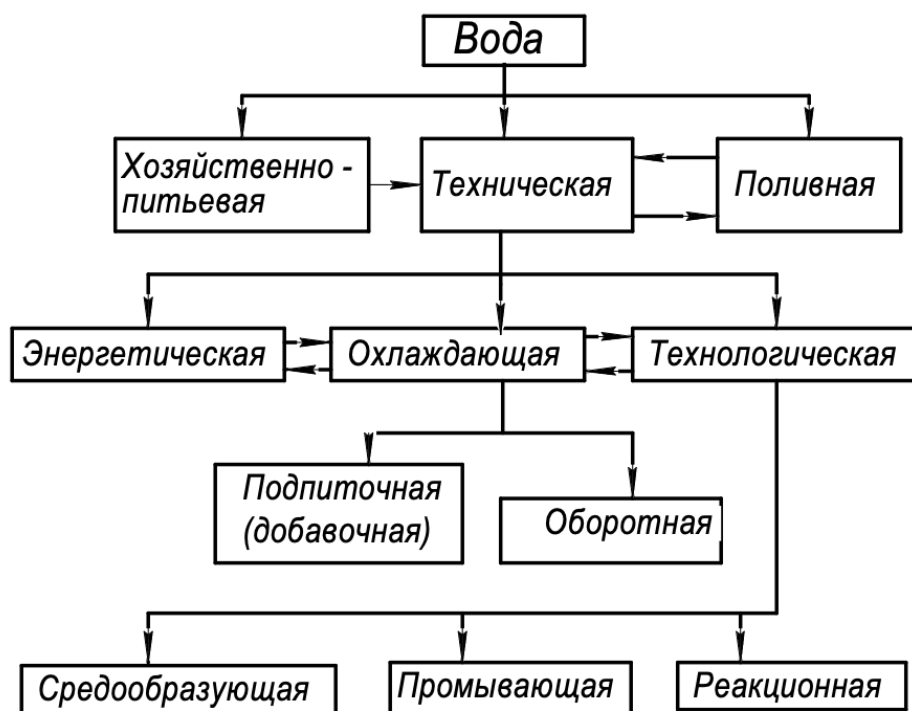 Вода
Хозяйственно -
питьевая
Техническая
Поливная
Энергетическая
Охлаждающая
Технологическая
Подпиточная
(добавочная)
Оборотная
Средообразующая
Промывающая
Реакционная